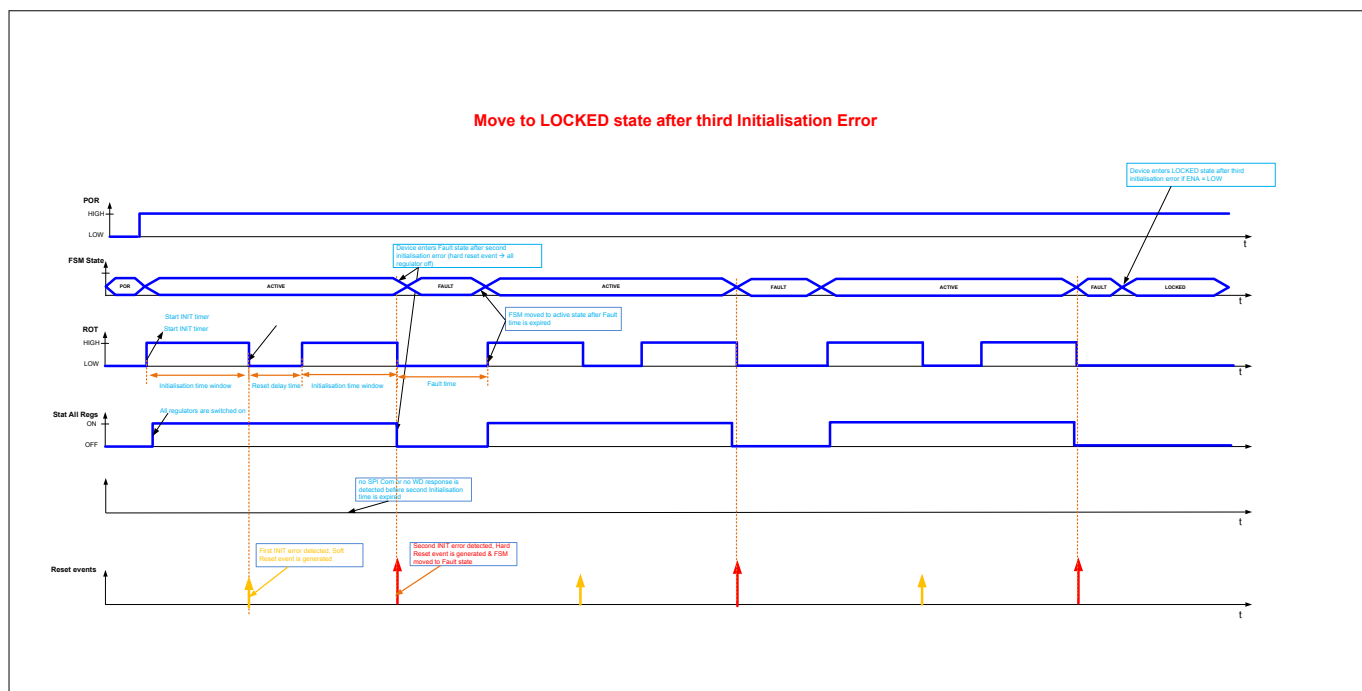 Move to LOCKED state after third Initialisation Error
Device enters LOCKED state after third
initialisation error if ENA = LOW
POR
HIGH
LOW
t
Device enters Fault state after second
initialisation error (hard reset event → all
regulator off)
FSM State
POR
ACTIVE
FAULT
ACTIVE
FAULT
ACTIVE
FAULT
LOCKED
t
FSM moved to active state after Fault
time is expired
Start INIT timer
Start INIT timer
ROT
HIGH
LOW
t
Initialisation time window
Reset delay time
Initialisation time window
Fault time
Stat All Regs
All regulators are switched on
ON
OFF
t
no SPI Com or no WD response is
detected before second Initialisation
time is expired
t
First INIT error detected, Soft
Reset event is generated
Second INIT error detected, Hard
Reset event is generated & FSM
moved to Fault state
Reset events
t